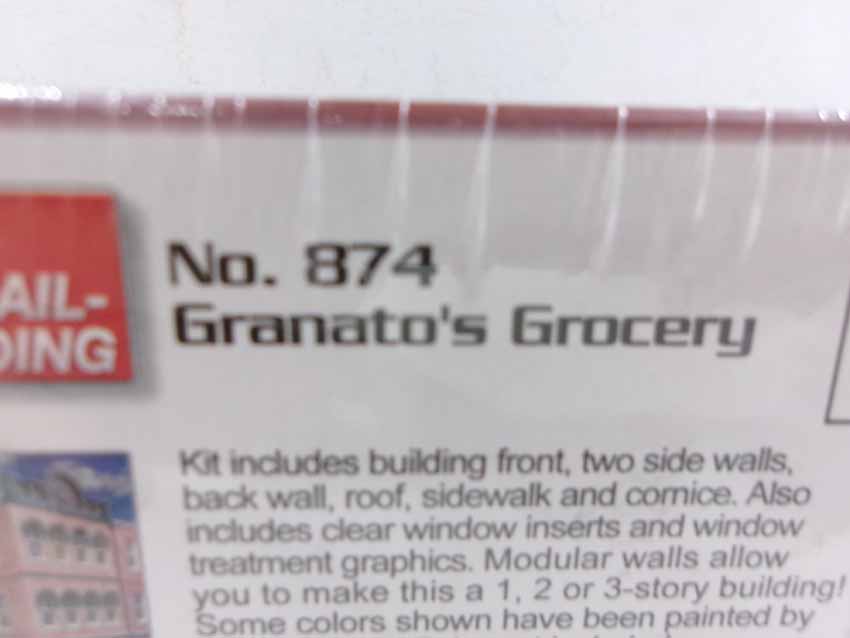 No. 874
Granato's Grocery
AIL-
DING
Kit includes building front, two side walls,
back wall, roof, sidewalk and cornice. Also
includes clear window inserts and window
treatment graphics. Modular walls allow
you to make this a 1, 2 or 3-story building!
Some colors shown have been painted by